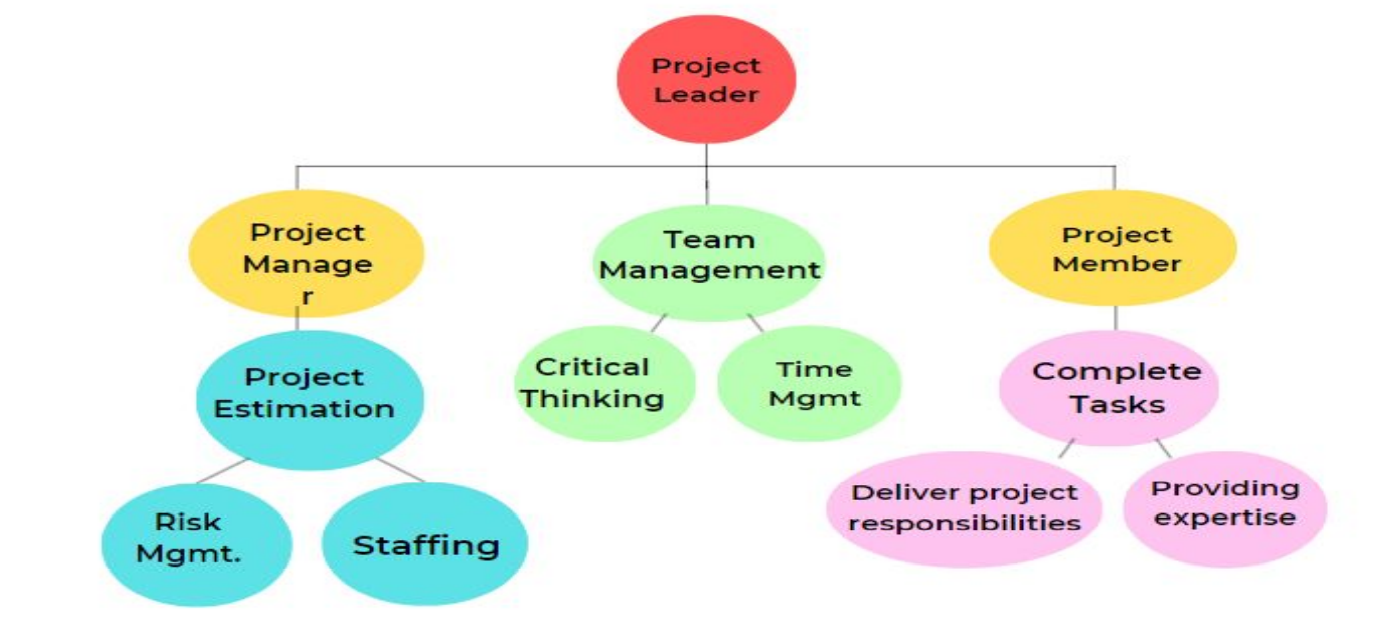 Project
Leader
Project
Manage
r
Team
Management
Project
Member
Project
Estimation
Critical
Thinking
Time
Mgmt
Complete
Tasks
Risk
Mgmt.
Staffing
Deliver project
responsibilities
Providing
expertise